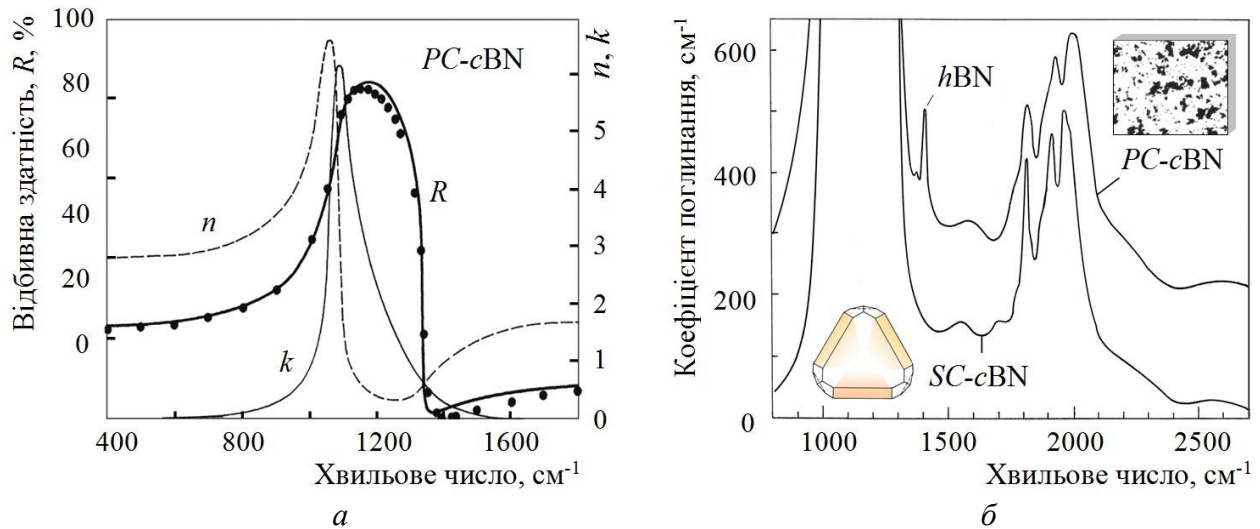 Відбивна здатність, R, %
100
80
60
40
20
0
n, k
6
5
4
3
2
1
0
PC-cBN
n
R
k
400
800
1200
1600
Хвильове число, см-1
а
Коефіцієнт поглинання, см-1
600
400
200
0
hBN
PC-cBN
SC-cBN
1000
1500
2000
2500
Хвильове число, см-1
б